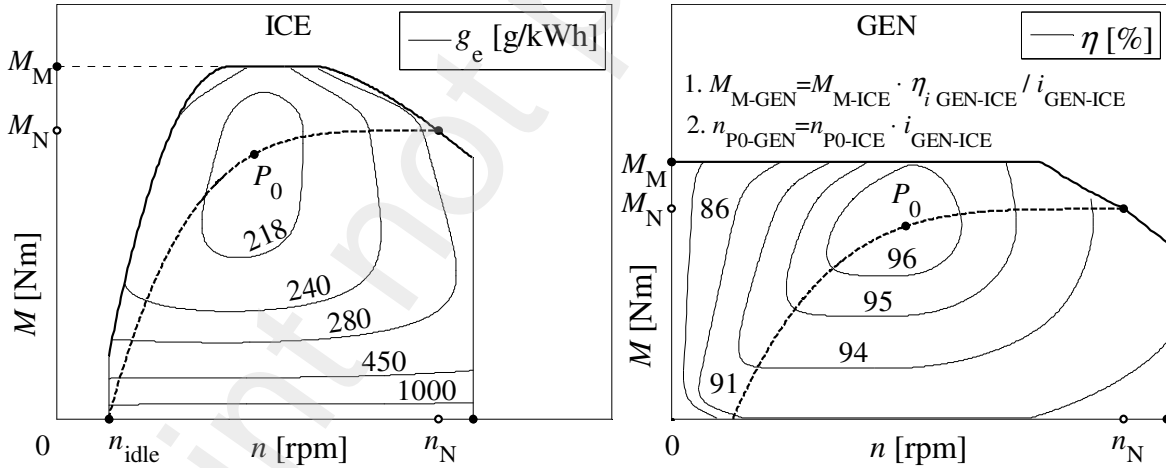 ICE
g_e [g/kWh]
M_M
M_N
P_0
218
240
280
450
1000
M [Nm]
0
n_idle
n [rpm]
n_N
GEN
η [%]
1. M_M-GEN=M_M-ICE · η_i GEN-ICE / i_GEN-ICE
2. n_P0-GEN=n_P0-ICE · i_GEN-ICE
M_M
M_N
86
P_0
96
95
94
91
M [Nm]
0
n [rpm]
n_N